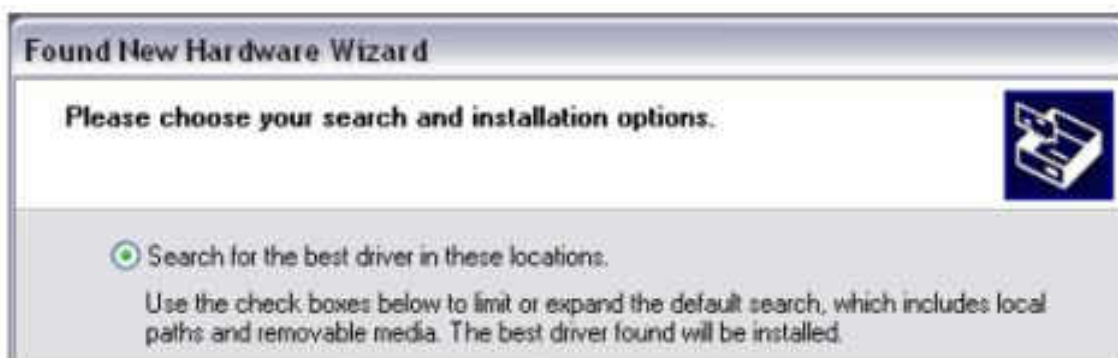 Found New Hardware Wizard
Please choose your search and installation options.
Search for the best driver in these locations.
Use the check boxes below to limit or expand the default search, which includes local
paths and removable media. The best driver found will be installed.